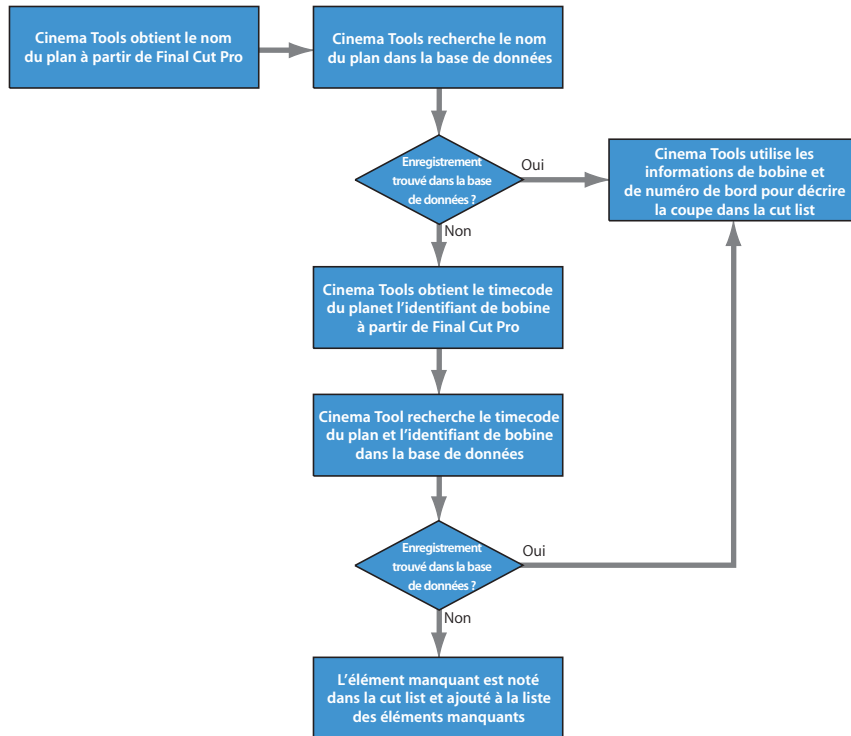 Cinema Tools obtient le nom
du plan à partir de Final Cut Pro
Cinema Tools recherche le nom
du plan dans la base de données
Enregistrement
trouvé dans la base
de données ?
Oui
Non
Cinema Tools utilise les
informations de bobine et
de numéro de bord pour décrire
la coupe dans la cut list
Cinema Tools obtient le timecode
du planet l’identifiant de bobine
à partir de Final Cut Pro
Cinema Tool recherche le timecode
du plan et l’identifiant de bobine
dans la base de données
Enregistrement
trouvé dans la base
de données ?
Oui
Non
L’élément manquant est noté
dans la cut list et ajouté à la liste
des éléments manquants